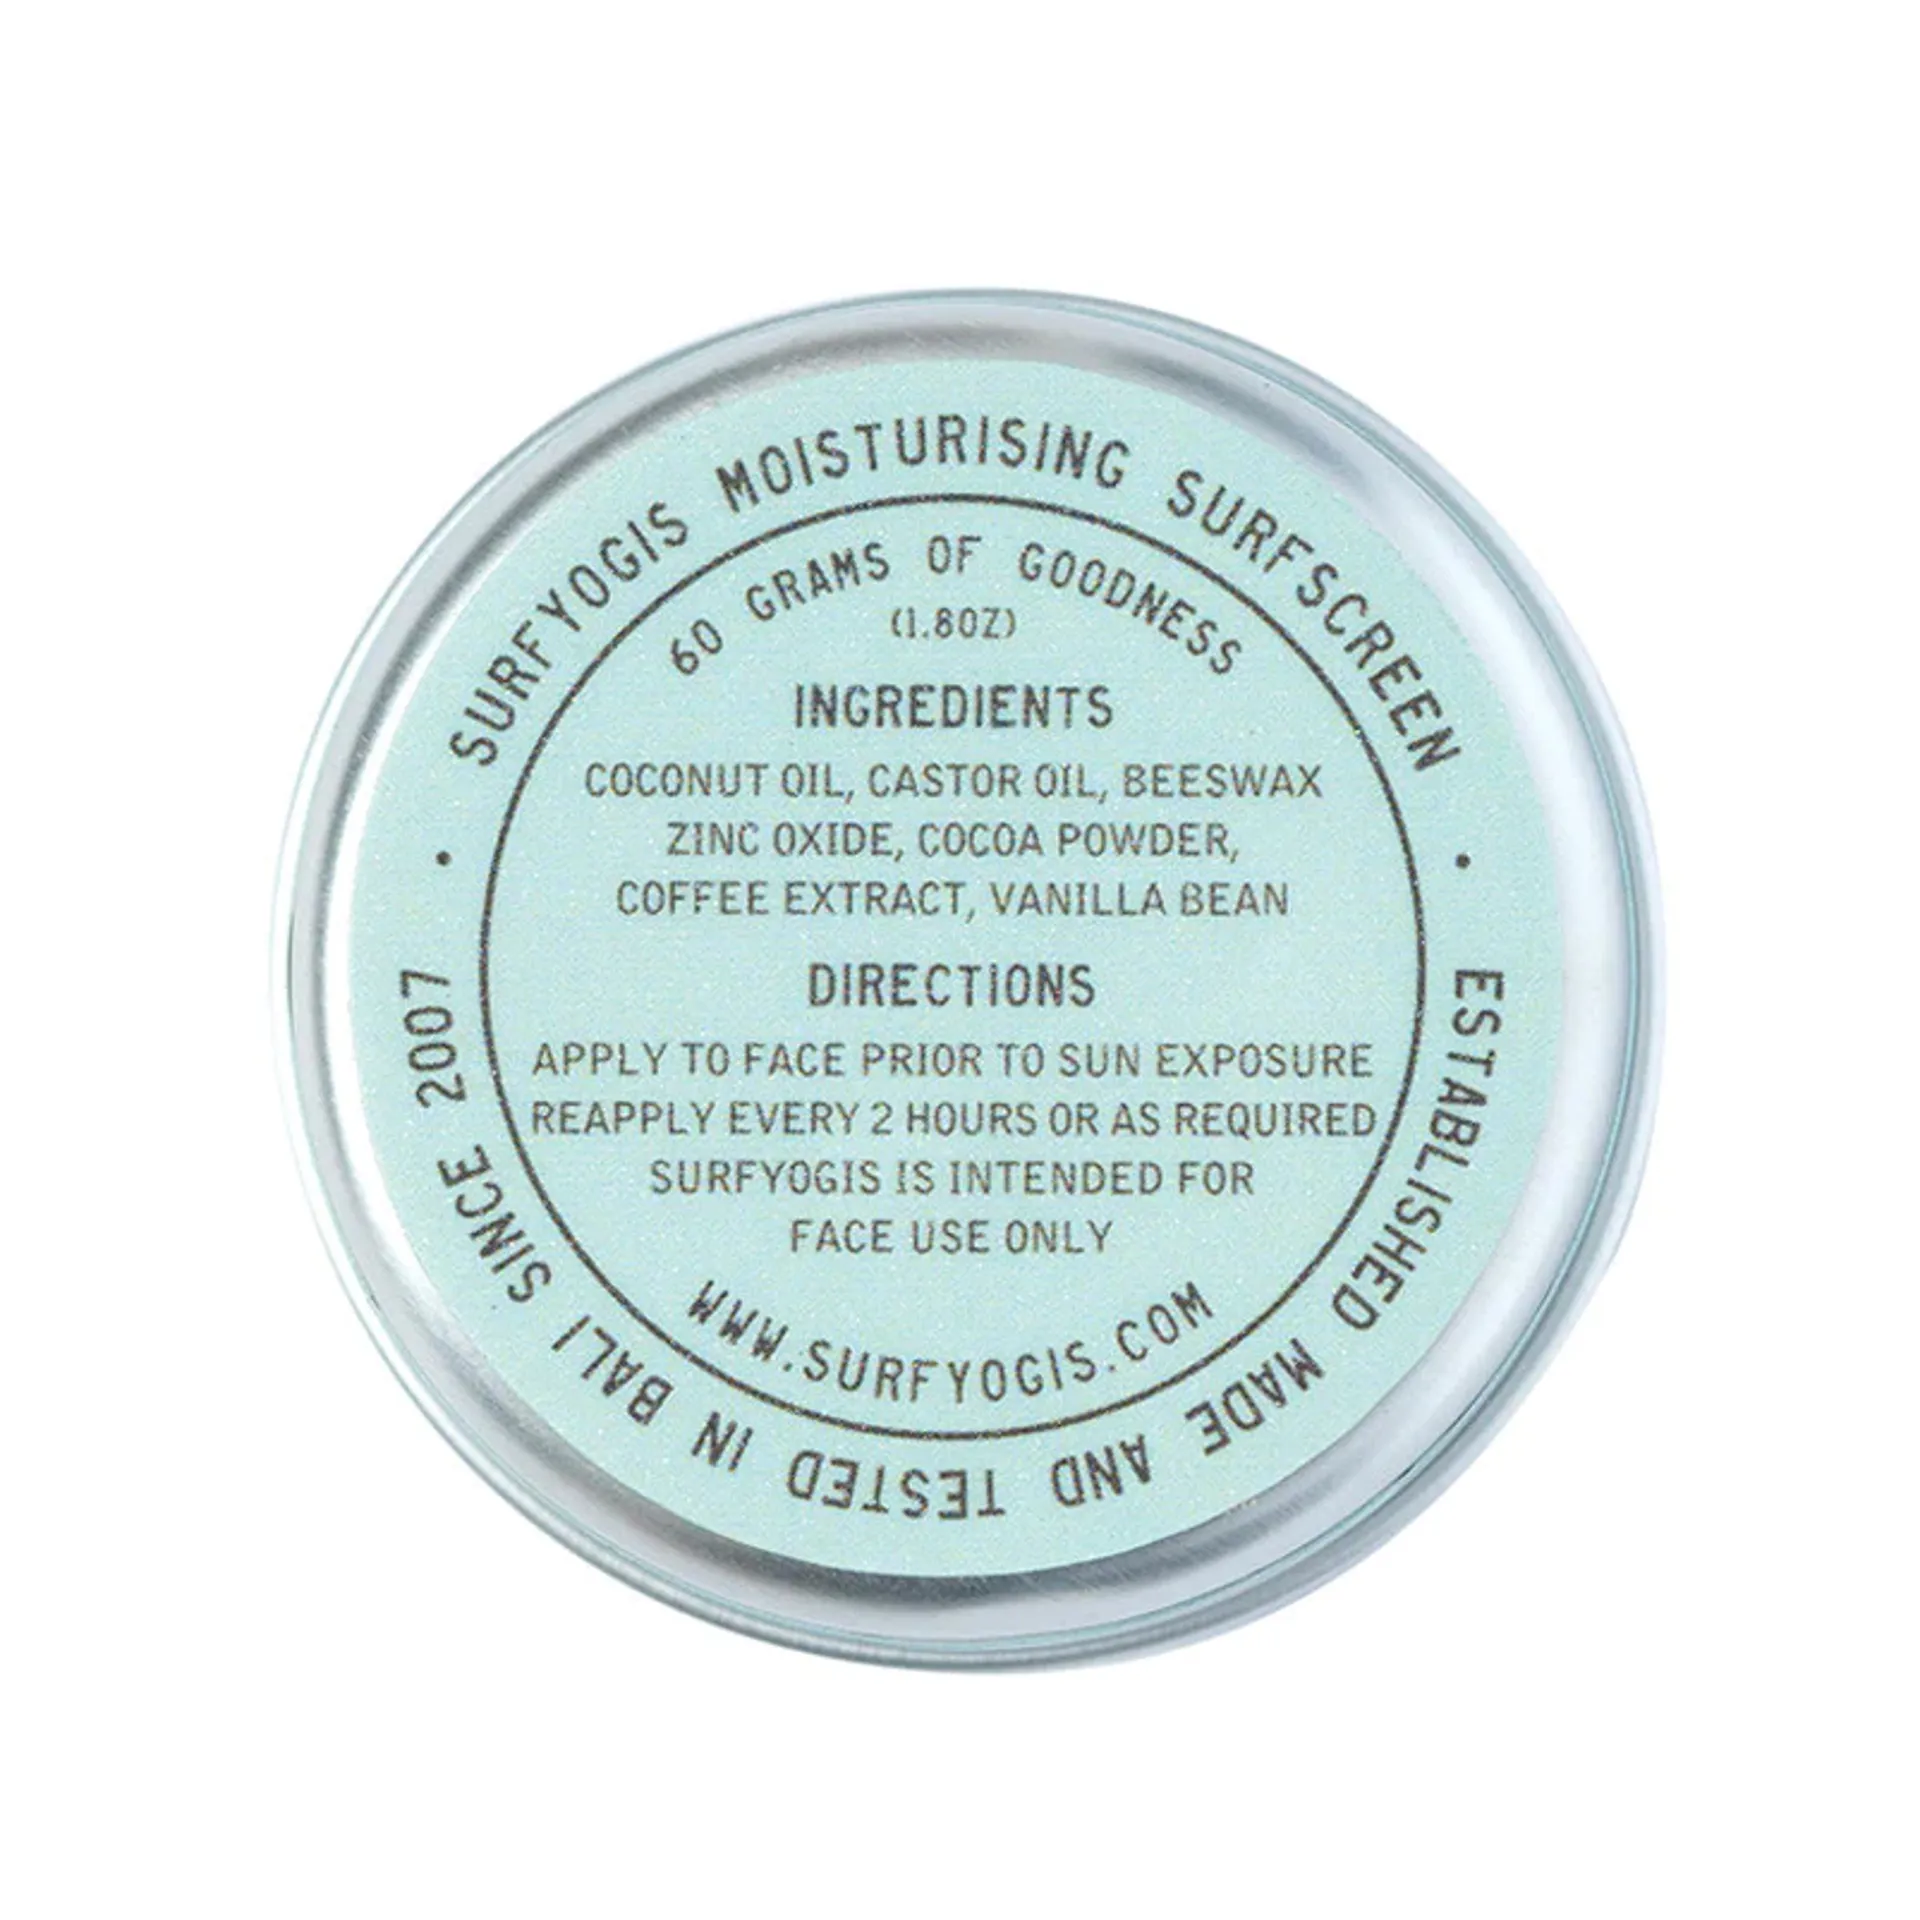 SURFYOGIS MOISTURISING SURFSCREEN
60 GRAMS OF GOODNESS
(1.8OZ)
INGREDIENTS
COCONUT OIL, CASTOR OIL, BEESWAX
ZINC OXIDE, COCOA POWDER,
COFFEE EXTRACT, VANILLA BEAN
DIRECTIONS
APPLY TO FACE PRIOR TO SUN EXPOSURE
REAPPLY EVERY 2 HOURS OR AS REQUIRED
SURFYOGIS IS INTENDED FOR
FACE USE ONLY
WWW.SURFYOGIS.COM
ESTABLISHED MADE AND TESTED IN BALI SINCE 2007